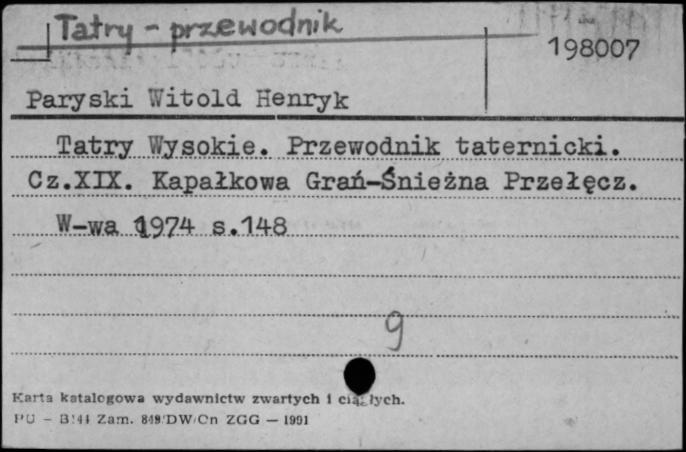 Tatry - przewodnik
198007
Paryski Witold Henryk
Tatry Wysokie. Przewodnik taternicki.
Cz.XIX. Kapałkowa Grań-Śnieżna Przełęcz.
W-wa 1974 s.148
9
Karta katalogowa wydawnictw zwartych i ciągłych.
PU - B/44 Zam. 848/DW/Cn ZGG — 1991